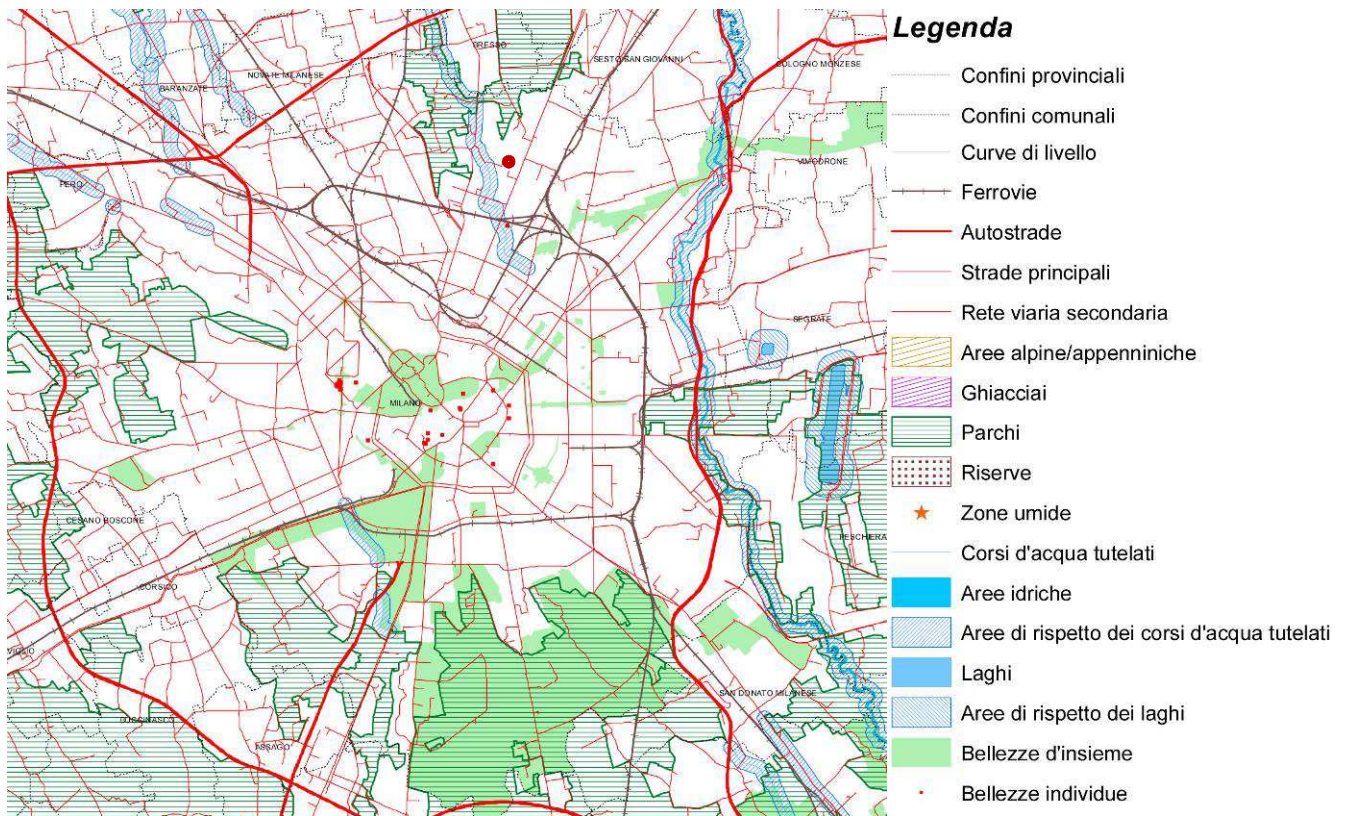 BRESSO
SESTO SAN GIOVANNI
COLOGNO MONZESE
NOVATE MILANESE
BARANZATE
VIMODRONE
PERO
SEGRATE
MILANO
CESANO BOSCONE
PESCHIERA
CORSICO
VIGLIO
SAN DONATO MILANESE
BUCCINASCO
ASSAGO
Legenda
Confini provinciali
Confini comunali
Curve di livello
Ferrovie
Autostrade
Strade principali
Rete viaria secondaria
Aree alpine/appenniniche
Ghiacciai
Parchi
Riserve
Zone umide
Corsi d'acqua tutelati
Aree idriche
Aree di rispetto dei corsi d'acqua tutelati
Laghi
Aree di rispetto dei laghi
Bellezze d'insieme
Bellezze individue